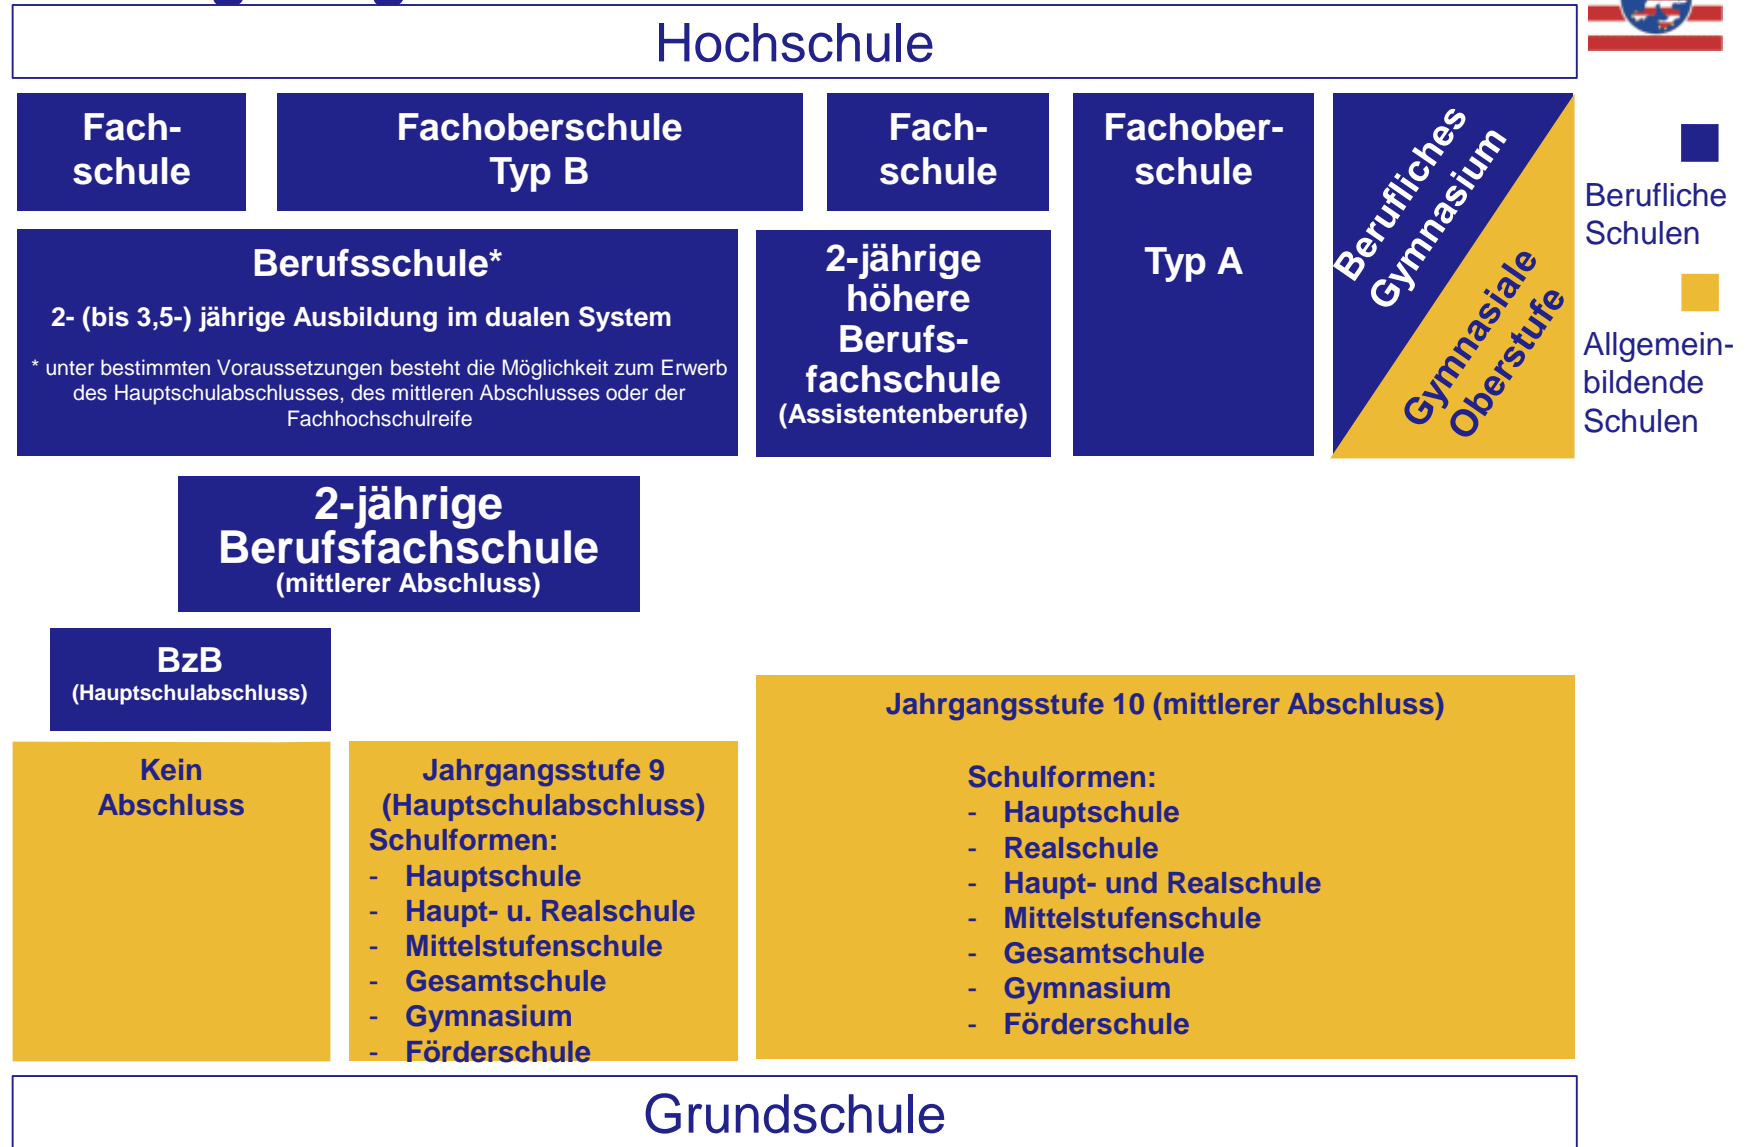 Hochschule
Fach-
schule
Fachoberschule
Typ B
Fach-
schule
Fachober-
schule
Typ A
Berufliches
Gymnasium
Gymnasiale
Oberstufe
Berufliche
Schulen
Allgemein-
bildende
Schulen
Berufsschule*
2- (bis 3,5-) jährige Ausbildung im dualen System
* unter bestimmten Voraussetzungen besteht die Möglichkeit zum Erwerb
des Hauptschulabschlusses, des mittleren Abschlusses oder der
Fachhochschulreife
2-jährige
höhere
Berufs-
fachschule
(Assistentenberufe)
2-jährige
Berufsfachschule
(mittlerer Abschluss)
BzB
(Hauptschulabschluss)
Kein
Abschluss
Jahrgangsstufe 9
(Hauptschulabschluss)
Schulformen:
- Hauptschule
- Haupt- u. Realschule
- Mittelstufenschule
- Gesamtschule
- Gymnasium
- Förderschule
Jahrgangsstufe 10 (mittlerer Abschluss)
Schulformen:
- Hauptschule
- Realschule
- Haupt- und Realschule
- Mittelstufenschule
- Gesamtschule
- Gymnasium
- Förderschule
Grundschule